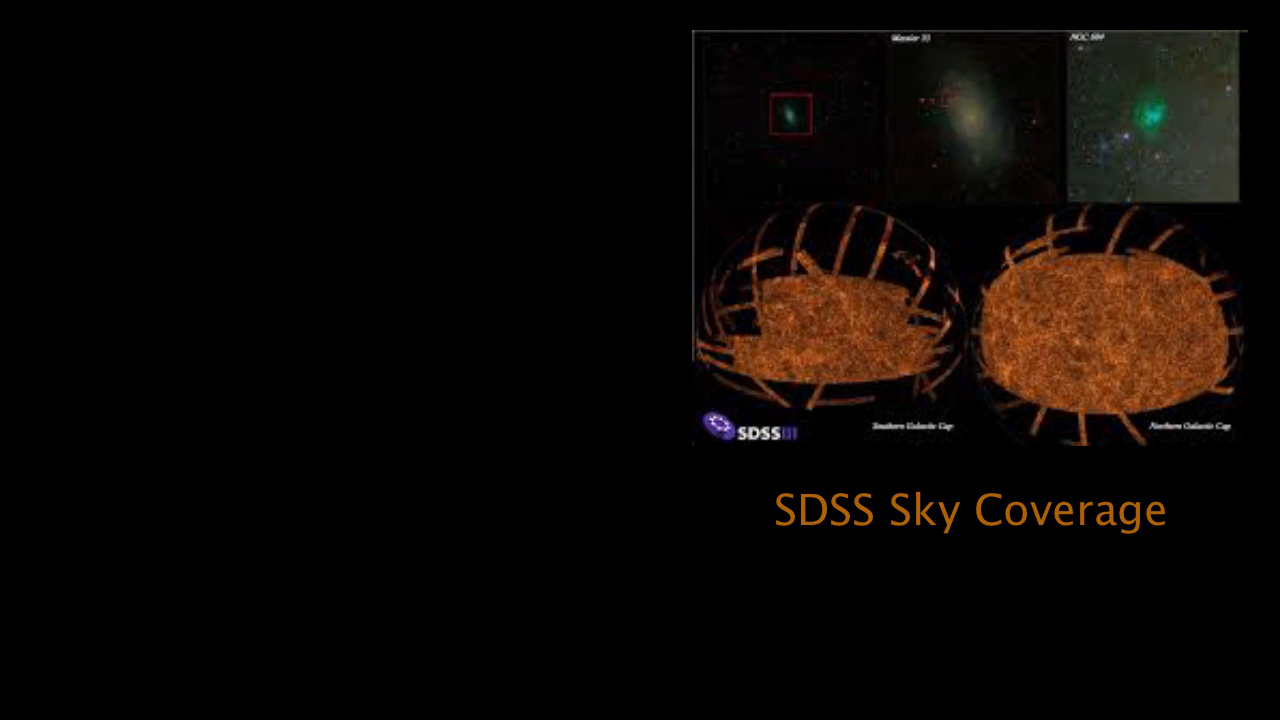 Messier 33
NGC 604
SDSSIII
Southern Galactic Cap
Northern Galactic Cap
SDSS Sky Coverage